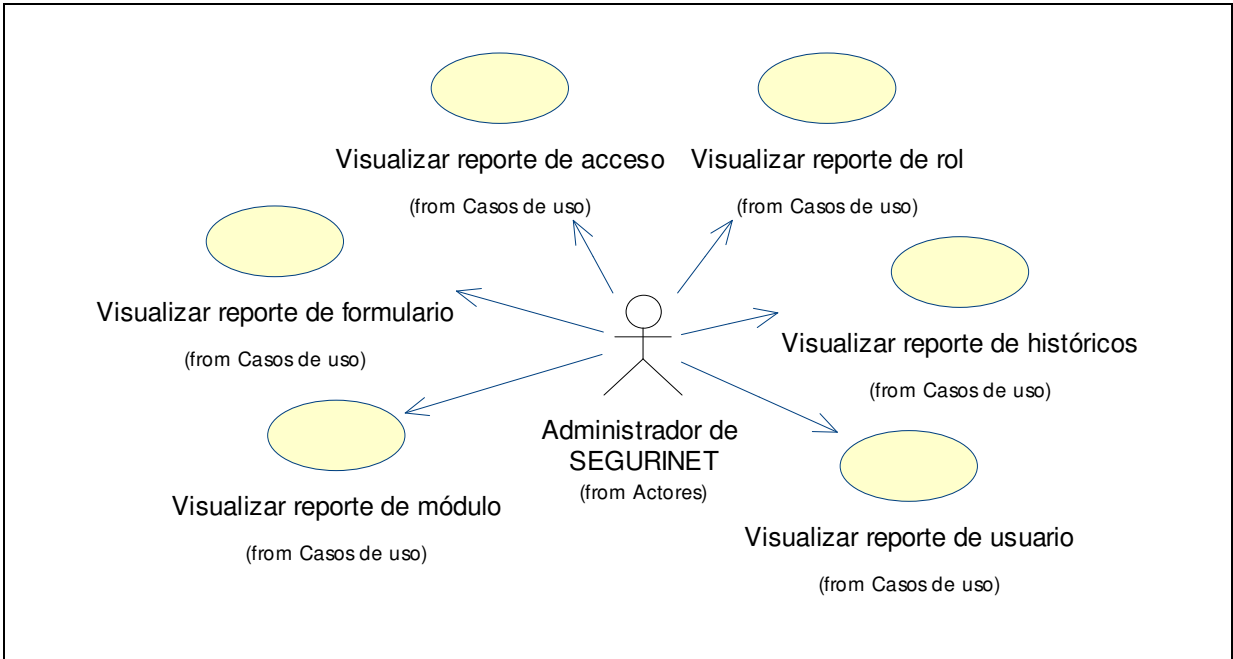 Visualizar reporte de acceso
(from Casos de uso)
Visualizar reporte de rol
(from Casos de uso)
Visualizar reporte de formulario
(from Casos de uso)
Visualizar reporte de históricos
(from Casos de uso)
Administrador de
SEGURINET
(from Actores)
Visualizar reporte de módulo
(from Casos de uso)
Visualizar reporte de usuario
(from Casos de uso)